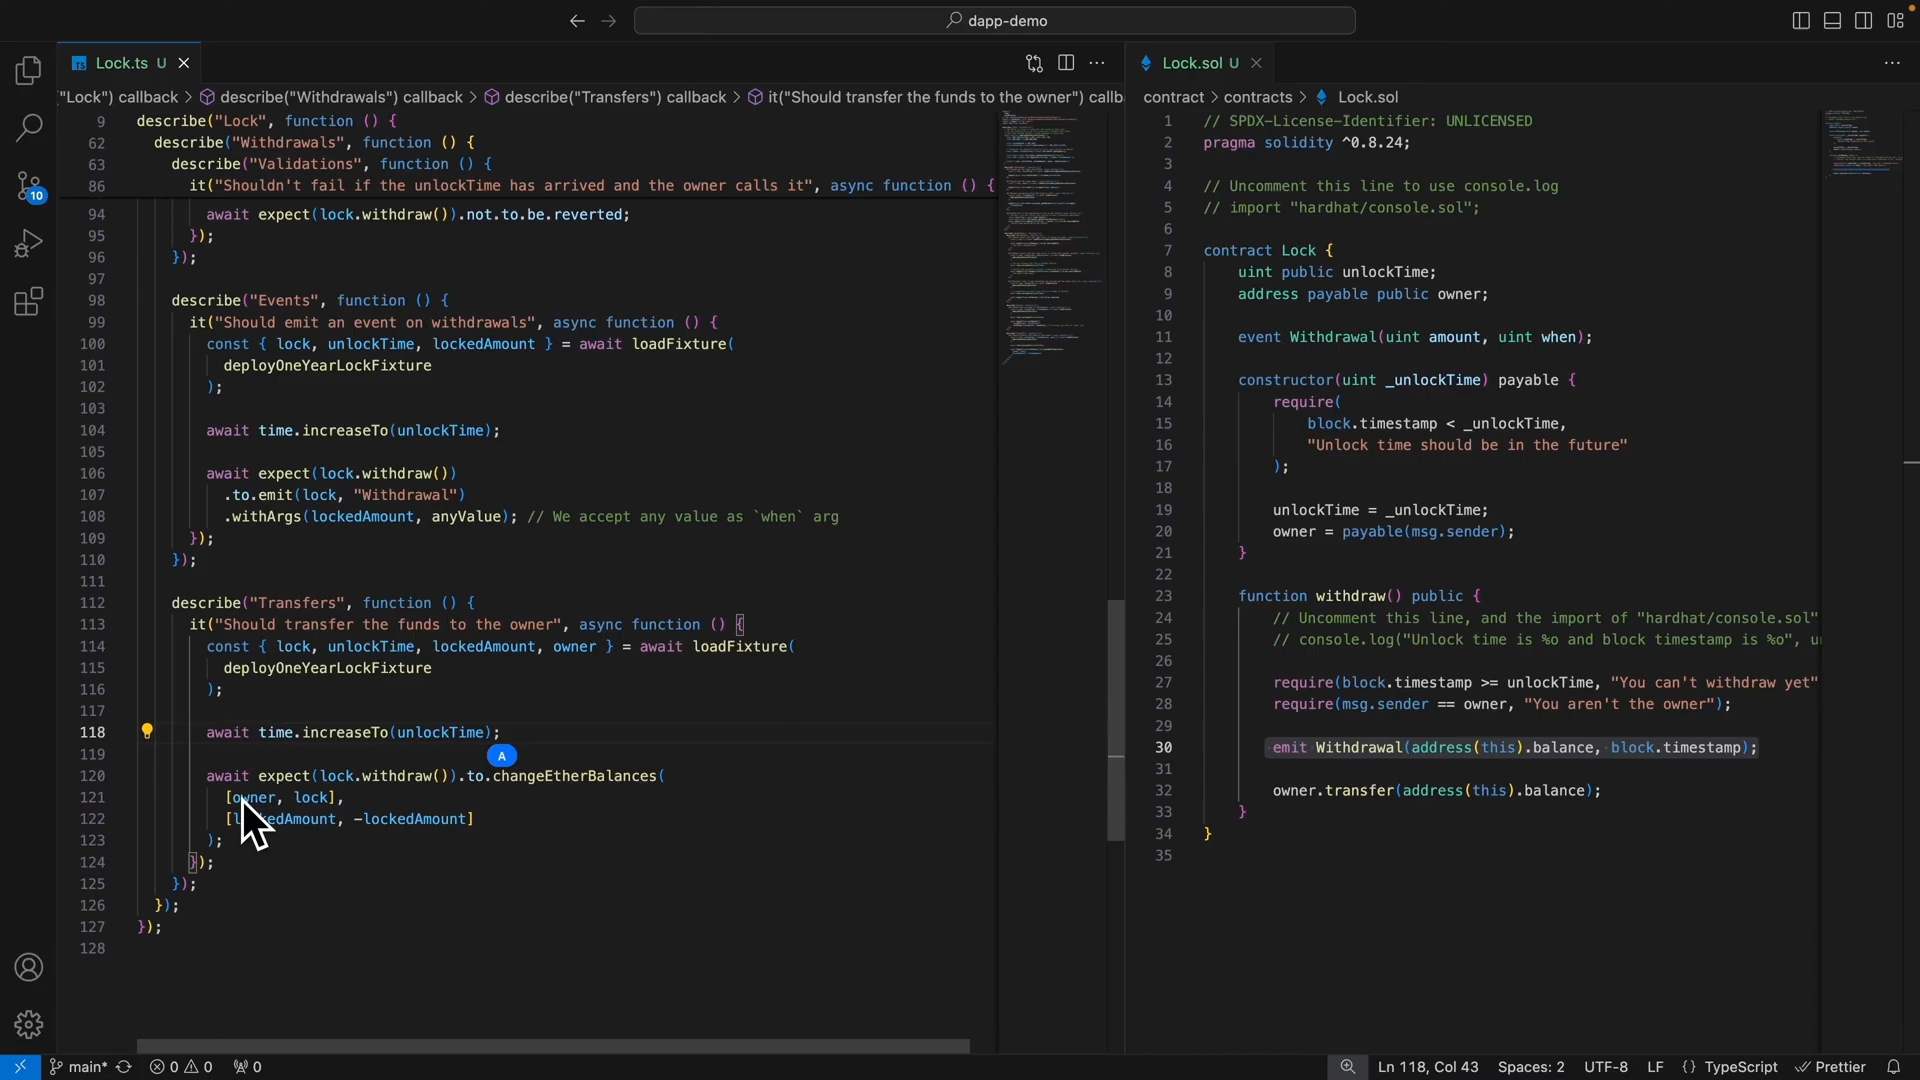 dapp-demo
Lock.ts U
Lock.sol U
"Lock") callback > describe("Withdrawals") callback > describe("Transfers") callback > it("Should transfer the funds to the owner") callb
contract > contracts > Lock.sol
9 describe("Lock", function () {
62 describe("Withdrawals", function () {
63 describe("Validations", function () {
86 it("Shouldn't fail if the unlockTime has arrived and the owner calls it", async function () {
94 await expect(lock.withdraw()).not.to.be.reverted;
95 });
96 });
97
98 describe("Events", function () {
99 it("Should emit an event on withdrawals", async function () {
100 const { lock, unlockTime, lockedAmount } = await loadFixture(
101 deployOneYearLockFixture
102 );
103
104 await time.increaseTo(unlockTime);
105
106 await expect(lock.withdraw())
107 .to.emit(lock, "Withdrawal")
108 .withArgs(lockedAmount, anyValue); // We accept any value as `when` arg
109 });
110 });
111
112 describe("Transfers", function () {
113 it("Should transfer the funds to the owner", async function () {
114 const { lock, unlockTime, lockedAmount, owner } = await loadFixture(
115 deployOneYearLockFixture
116 );
117
118 await time.increaseTo(unlockTime);
119 A
120 await expect(lock.withdraw()).to.changeEtherBalances(
121 [owner, lock],
122 [lockedAmount, -lockedAmount]
123 );
124 });
125 });
126 });
127 });
128
1 // SPDX-License-Identifier: UNLICENSED
2 pragma solidity ^0.8.24;
3
4 // Uncomment this line to use console.log
5 // import "hardhat/console.sol";
6
7 contract Lock {
8 uint public unlockTime;
9 address payable public owner;
10
11 event Withdrawal(uint amount, uint when);
12
13 constructor(uint _unlockTime) payable {
14 require(
15 block.timestamp < _unlockTime,
16 "Unlock time should be in the future"
17 );
18
19 unlockTime = _unlockTime;
20 owner = payable(msg.sender);
21 }
22
23 function withdraw() public {
24 // Uncomment this line, and the import of "hardhat/console.sol"
25 // console.log("Unlock time is %o and block timestamp is %o", u
26
27 require(block.timestamp >= unlockTime, "You can't withdraw yet"
28 require(msg.sender == owner, "You aren't the owner");
29
30 emit Withdrawal(address(this).balance, block.timestamp);
31
32 owner.transfer(address(this).balance);
33 }
34 }
35
10
main* 0 0 0
Ln 118, Col 43 Spaces: 2 UTF-8 LF {} TypeScript Prettier